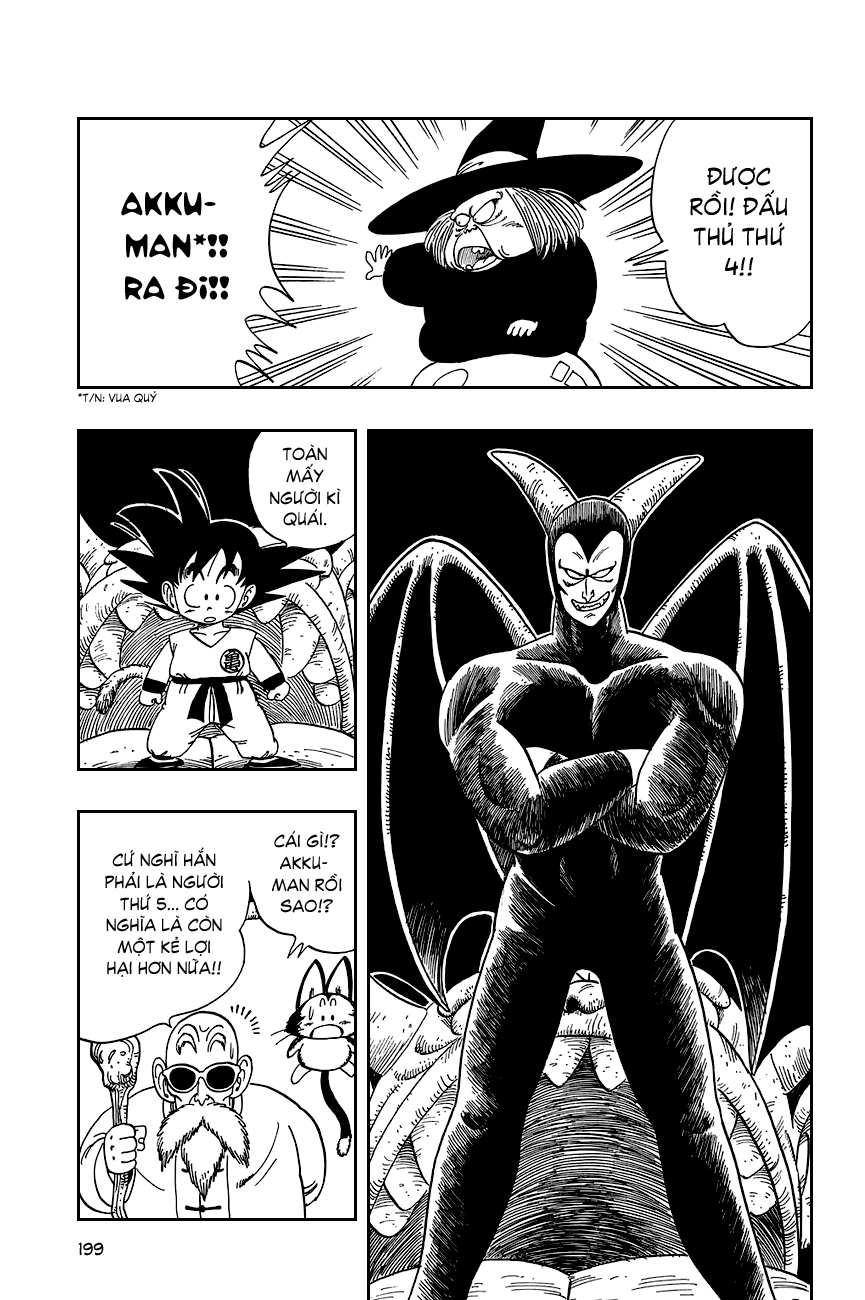 ĐƯỢC
RỒI! ĐẤU
THỦ THỨ
4!!
AKKU-
MAN*!!
RA ĐI!!
*T/N: VUA QUỶ
TOÀN
MẤY
NGƯỜI KÌ
QUÁI.
CÁI GÌ!?
AKKU-
MAN RỒI
SAO!?
CỨ NGHĨ HẮN
PHẢI LÀ NGƯỜI
THỨ 5... CÓ
NGHĨA LÀ CÒN
MỘT KẺ LỢI
HẠI HƠN NỮA!!
199